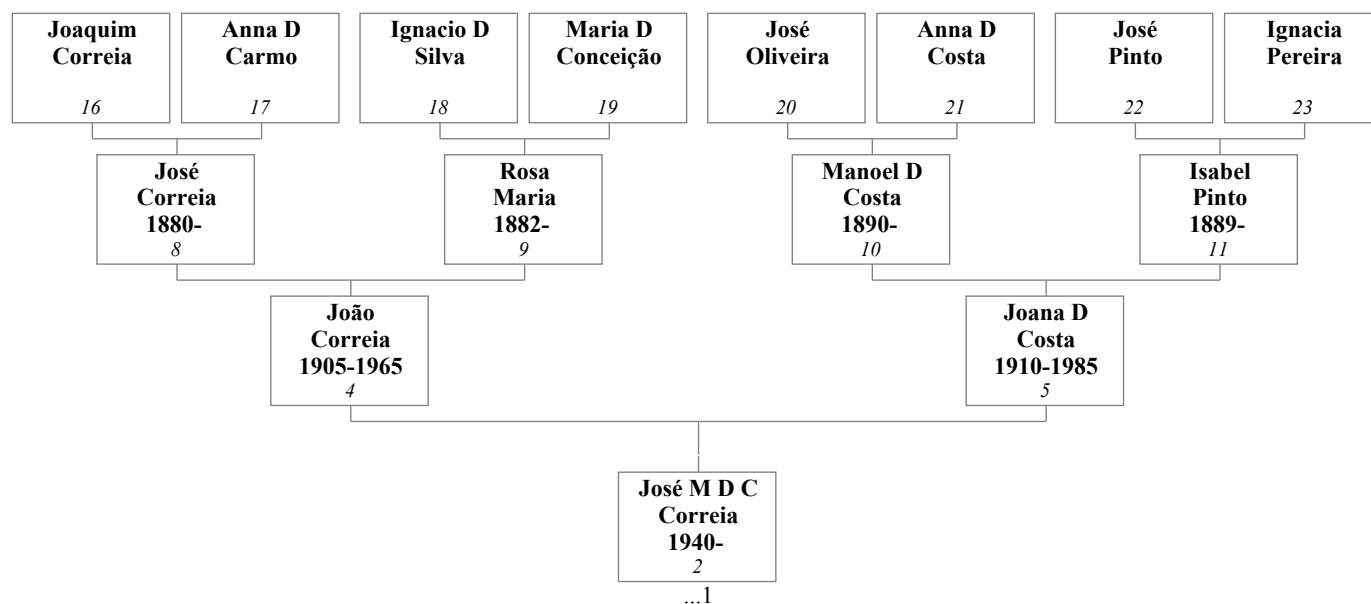 Joaquim
Correia
16
Anna D
Carmo
17
Ignacio D
Silva
18
Maria D
Conceição
19
José
Oliveira
20
Anna D
Costa
21
José
Pinto
22
Ignacia
Pereira
23
José
Correia
1880-
8
Rosa
Maria
1882-
9
Manoel D
Costa
1890-
10
Isabel
Pinto
1889-
11
João
Correia
1905-1965
4
Joana D
Costa
1910-1985
5
José M D C
Correia
1940-
2
...1